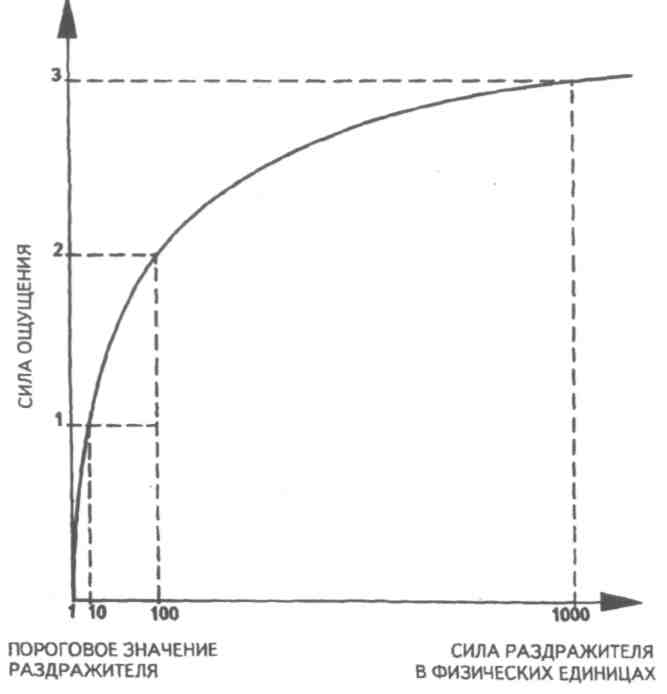 3
2
1
СИЛА ОЩУЩЕНИЯ
1 10 100 1000
ПОРОГОВОЕ ЗНАЧЕНИЕ
РАЗДРАЖИТЕЛЯ
СИЛА РАЗДРАЖИТЕЛЯ
В ФИЗИЧЕСКИХ ЕДИНИЦАХ